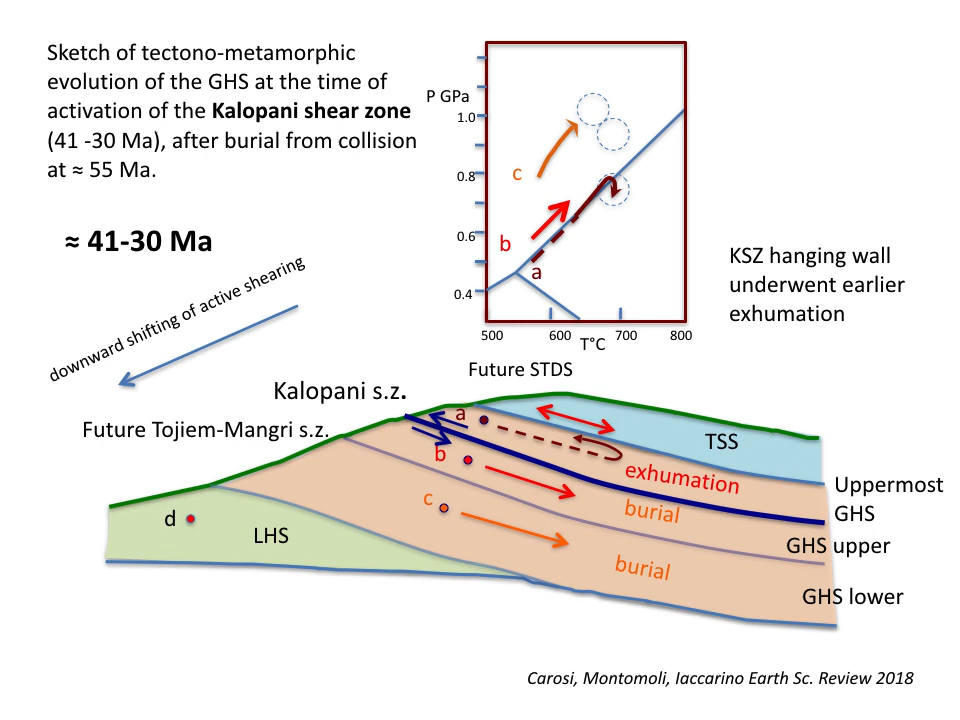 Sketch of tectono-metamorphic
evolution of the GHS at the time of
activation of the Kalopani shear zone
(41 -30 Ma), after burial from collision
at ≈ 55 Ma.
≈ 41-30 Ma
downward shifting of active shearing
P GPa
1.0
0.8
0.6
0.4
c
b
a
500
600
700
800
T°C
KSZ hanging wall
underwent earlier
exhumation
Future STDS
Kalopani s.z.
Future Tojiem-Mangri s.z.
a
b
c
d
TSS
exhumation
burial
burial
LHS
Uppermost
GHS
GHS upper
GHS lower
Carosi, Montomoli, Iaccarino Earth Sc. Review 2018